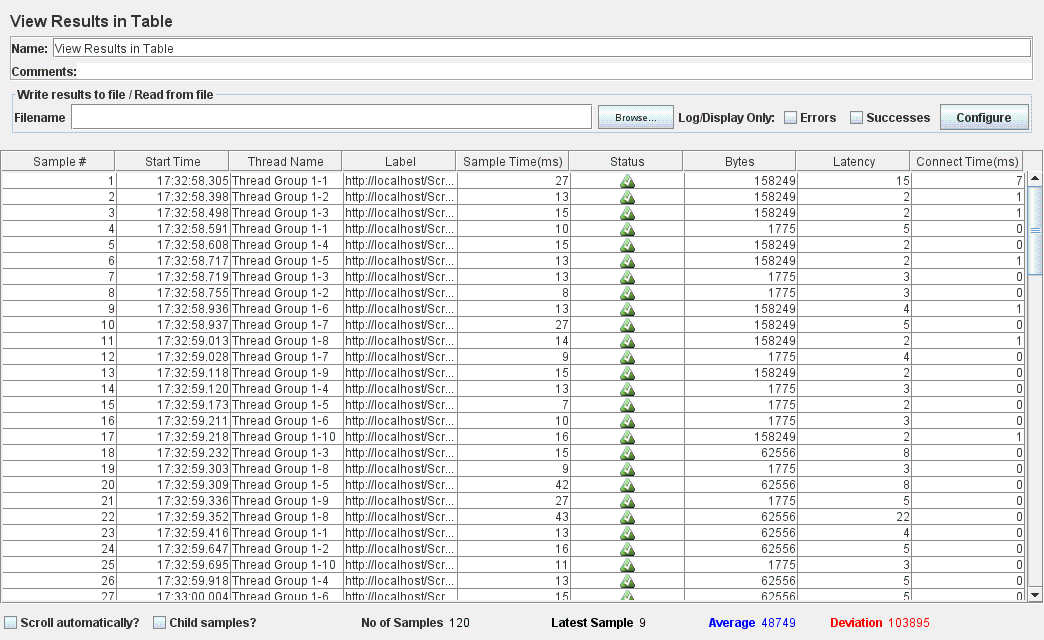 View Results in Table
Name: View Results in Table
Comments:
Write results to file / Read from file
Filename Browse... Log/Display Only: Errors Successes Configure
Sample # Start Time Thread Name Label Sample Time(ms) Status Bytes Latency Connect Time(ms)
1 17:32:58.305 Thread Group 1-1 http://localhost/Scr... 27 158249 15 7
2 17:32:58.398 Thread Group 1-2 http://localhost/Scr... 13 158249 2 1
3 17:32:58.498 Thread Group 1-3 http://localhost/Scr... 15 158249 2 1
4 17:32:58.591 Thread Group 1-1 http://localhost/Scr... 10 1775 5 0
5 17:32:58.608 Thread Group 1-4 http://localhost/Scr... 15 158249 2 0
6 17:32:58.717 Thread Group 1-5 http://localhost/Scr... 13 158249 2 1
7 17:32:58.719 Thread Group 1-3 http://localhost/Scr... 13 1775 3 0
8 17:32:58.755 Thread Group 1-2 http://localhost/Scr... 8 1775 3 0
9 17:32:58.936 Thread Group 1-6 http://localhost/Scr... 13 158249 4 1
10 17:32:58.937 Thread Group 1-7 http://localhost/Scr... 27 158249 5 0
11 17:32:59.013 Thread Group 1-8 http://localhost/Scr... 14 158249 2 1
12 17:32:59.028 Thread Group 1-7 http://localhost/Scr... 9 1775 4 0
13 17:32:59.118 Thread Group 1-9 http://localhost/Scr... 15 158249 2 0
14 17:32:59.120 Thread Group 1-4 http://localhost/Scr... 13 1775 3 0
15 17:32:59.173 Thread Group 1-5 http://localhost/Scr... 7 1775 2 0
16 17:32:59.211 Thread Group 1-6 http://localhost/Scr... 10 1775 3 0
17 17:32:59.218 Thread Group 1-10 http://localhost/Scr... 16 158249 2 1
18 17:32:59.232 Thread Group 1-3 http://localhost/Scr... 15 62556 8 0
19 17:32:59.303 Thread Group 1-8 http://localhost/Scr... 9 1775 3 0
20 17:32:59.309 Thread Group 1-5 http://localhost/Scr... 42 62556 8 0
21 17:32:59.336 Thread Group 1-9 http://localhost/Scr... 27 1775 5 0
22 17:32:59.352 Thread Group 1-8 http://localhost/Scr... 43 62556 22 0
23 17:32:59.416 Thread Group 1-1 http://localhost/Scr... 13 62556 4 0
24 17:32:59.647 Thread Group 1-2 http://localhost/Scr... 16 62556 5 0
25 17:32:59.695 Thread Group 1-10 http://localhost/Scr... 11 1775 3 0
26 17:32:59.918 Thread Group 1-4 http://localhost/Scr... 13 62556 5 0
27 17:33:00.004 Thread Group 1-6 http://localhost/Scr... 15 62556 5 0
Scroll automatically? Child samples? No of Samples 120 Latest Sample 9 Average 48749 Deviation 103895